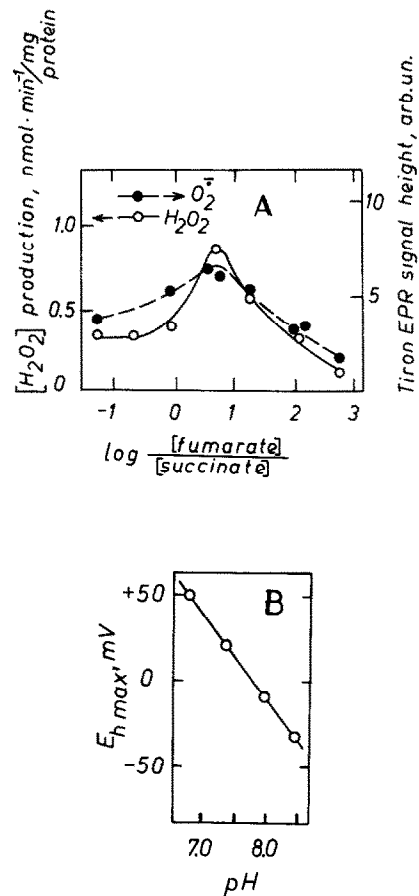 [H₂O₂] production, nmol·min⁻¹/mg
protein
Tiron EPR signal height, arb.un.
A
O₂⨪
H₂O₂
1.0
0.5
0
10
5
-1
0
1
2
3
log [fumarate]
[succinate]
B
+50
0
-50
E_h max, mV
7.0
8.0
pH